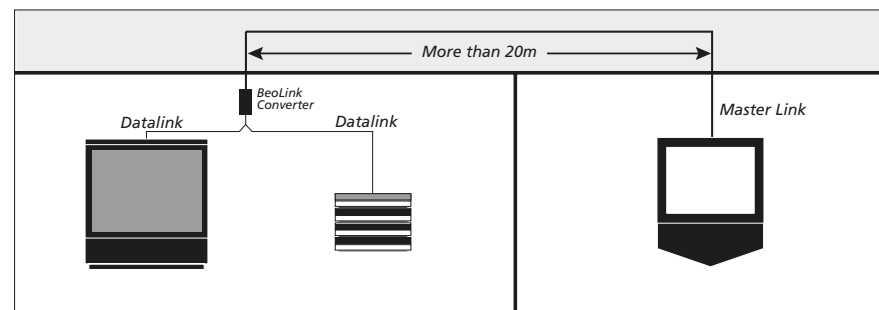 More than 20m
BeoLink
Converter
Datalink
Datalink
Master Link